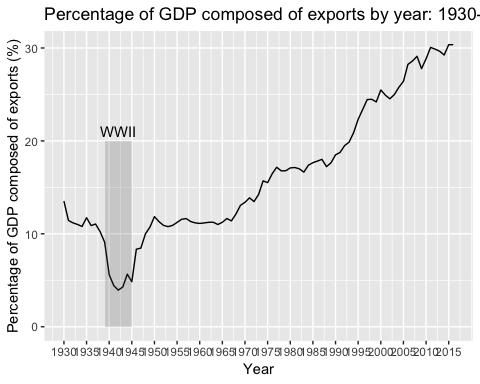 Percentage of GDP composed of exports by year: 1930-
Percentage of GDP composed of exports (%)
30
20
10
0
WWII
1930 1935 1940 1945 1950 1955 1960 1965 1970 1975 1980 1985 1990 1995 2000 2005 2010 2015
Year